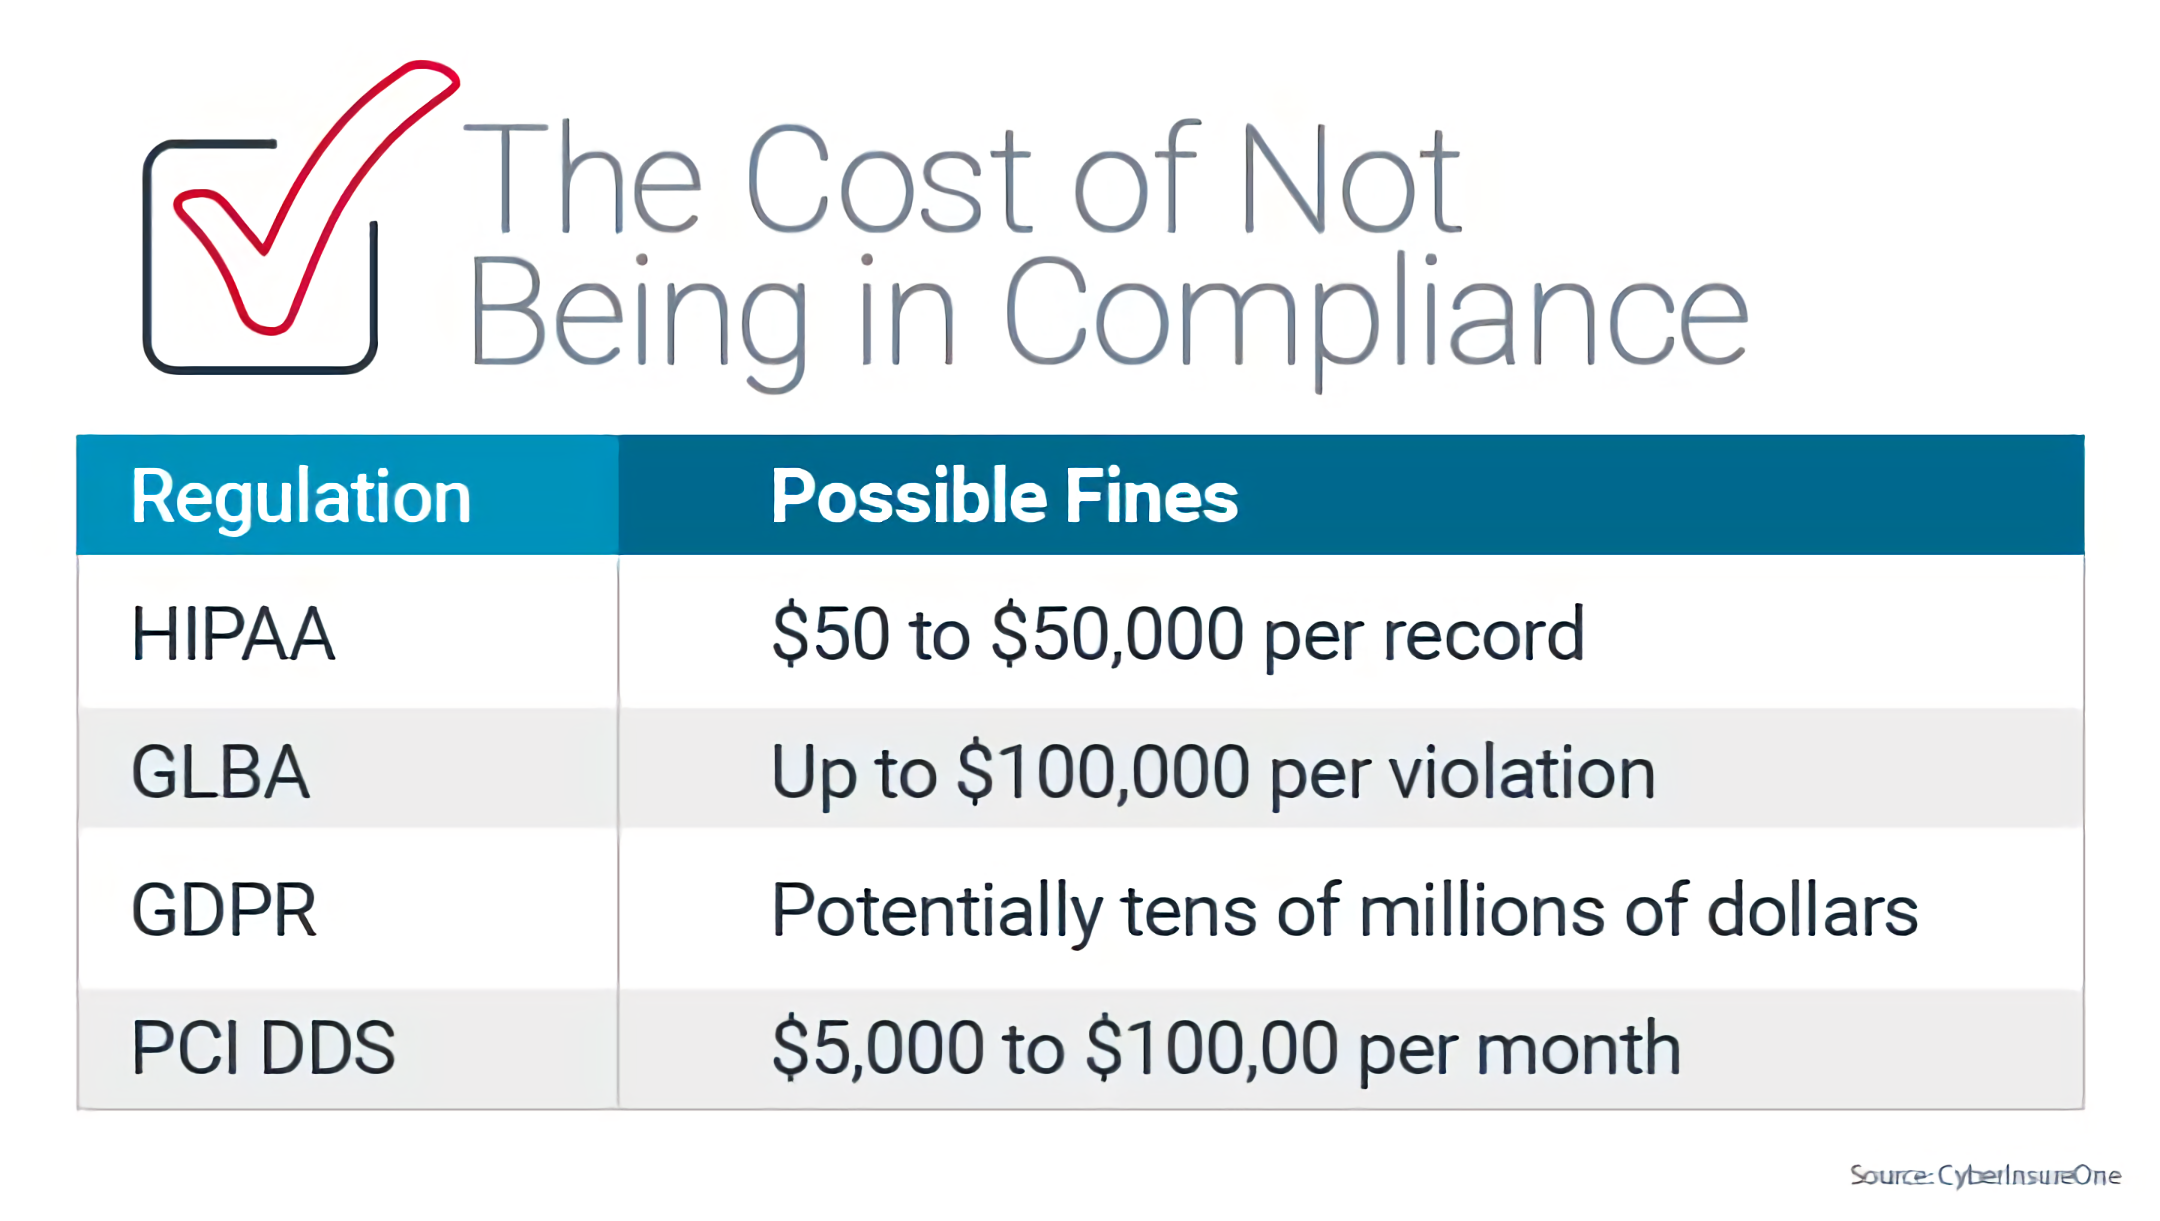 The Cost of Not
Being in Compliance
Regulation Possible Fines
HIPAA $50 to $50,000 per record
GLBA Up to $100,000 per violation
GDPR Potentially tens of millions of dollars
PCI DDS $5,000 to $100,00 per month
Source: CyberInsureOne